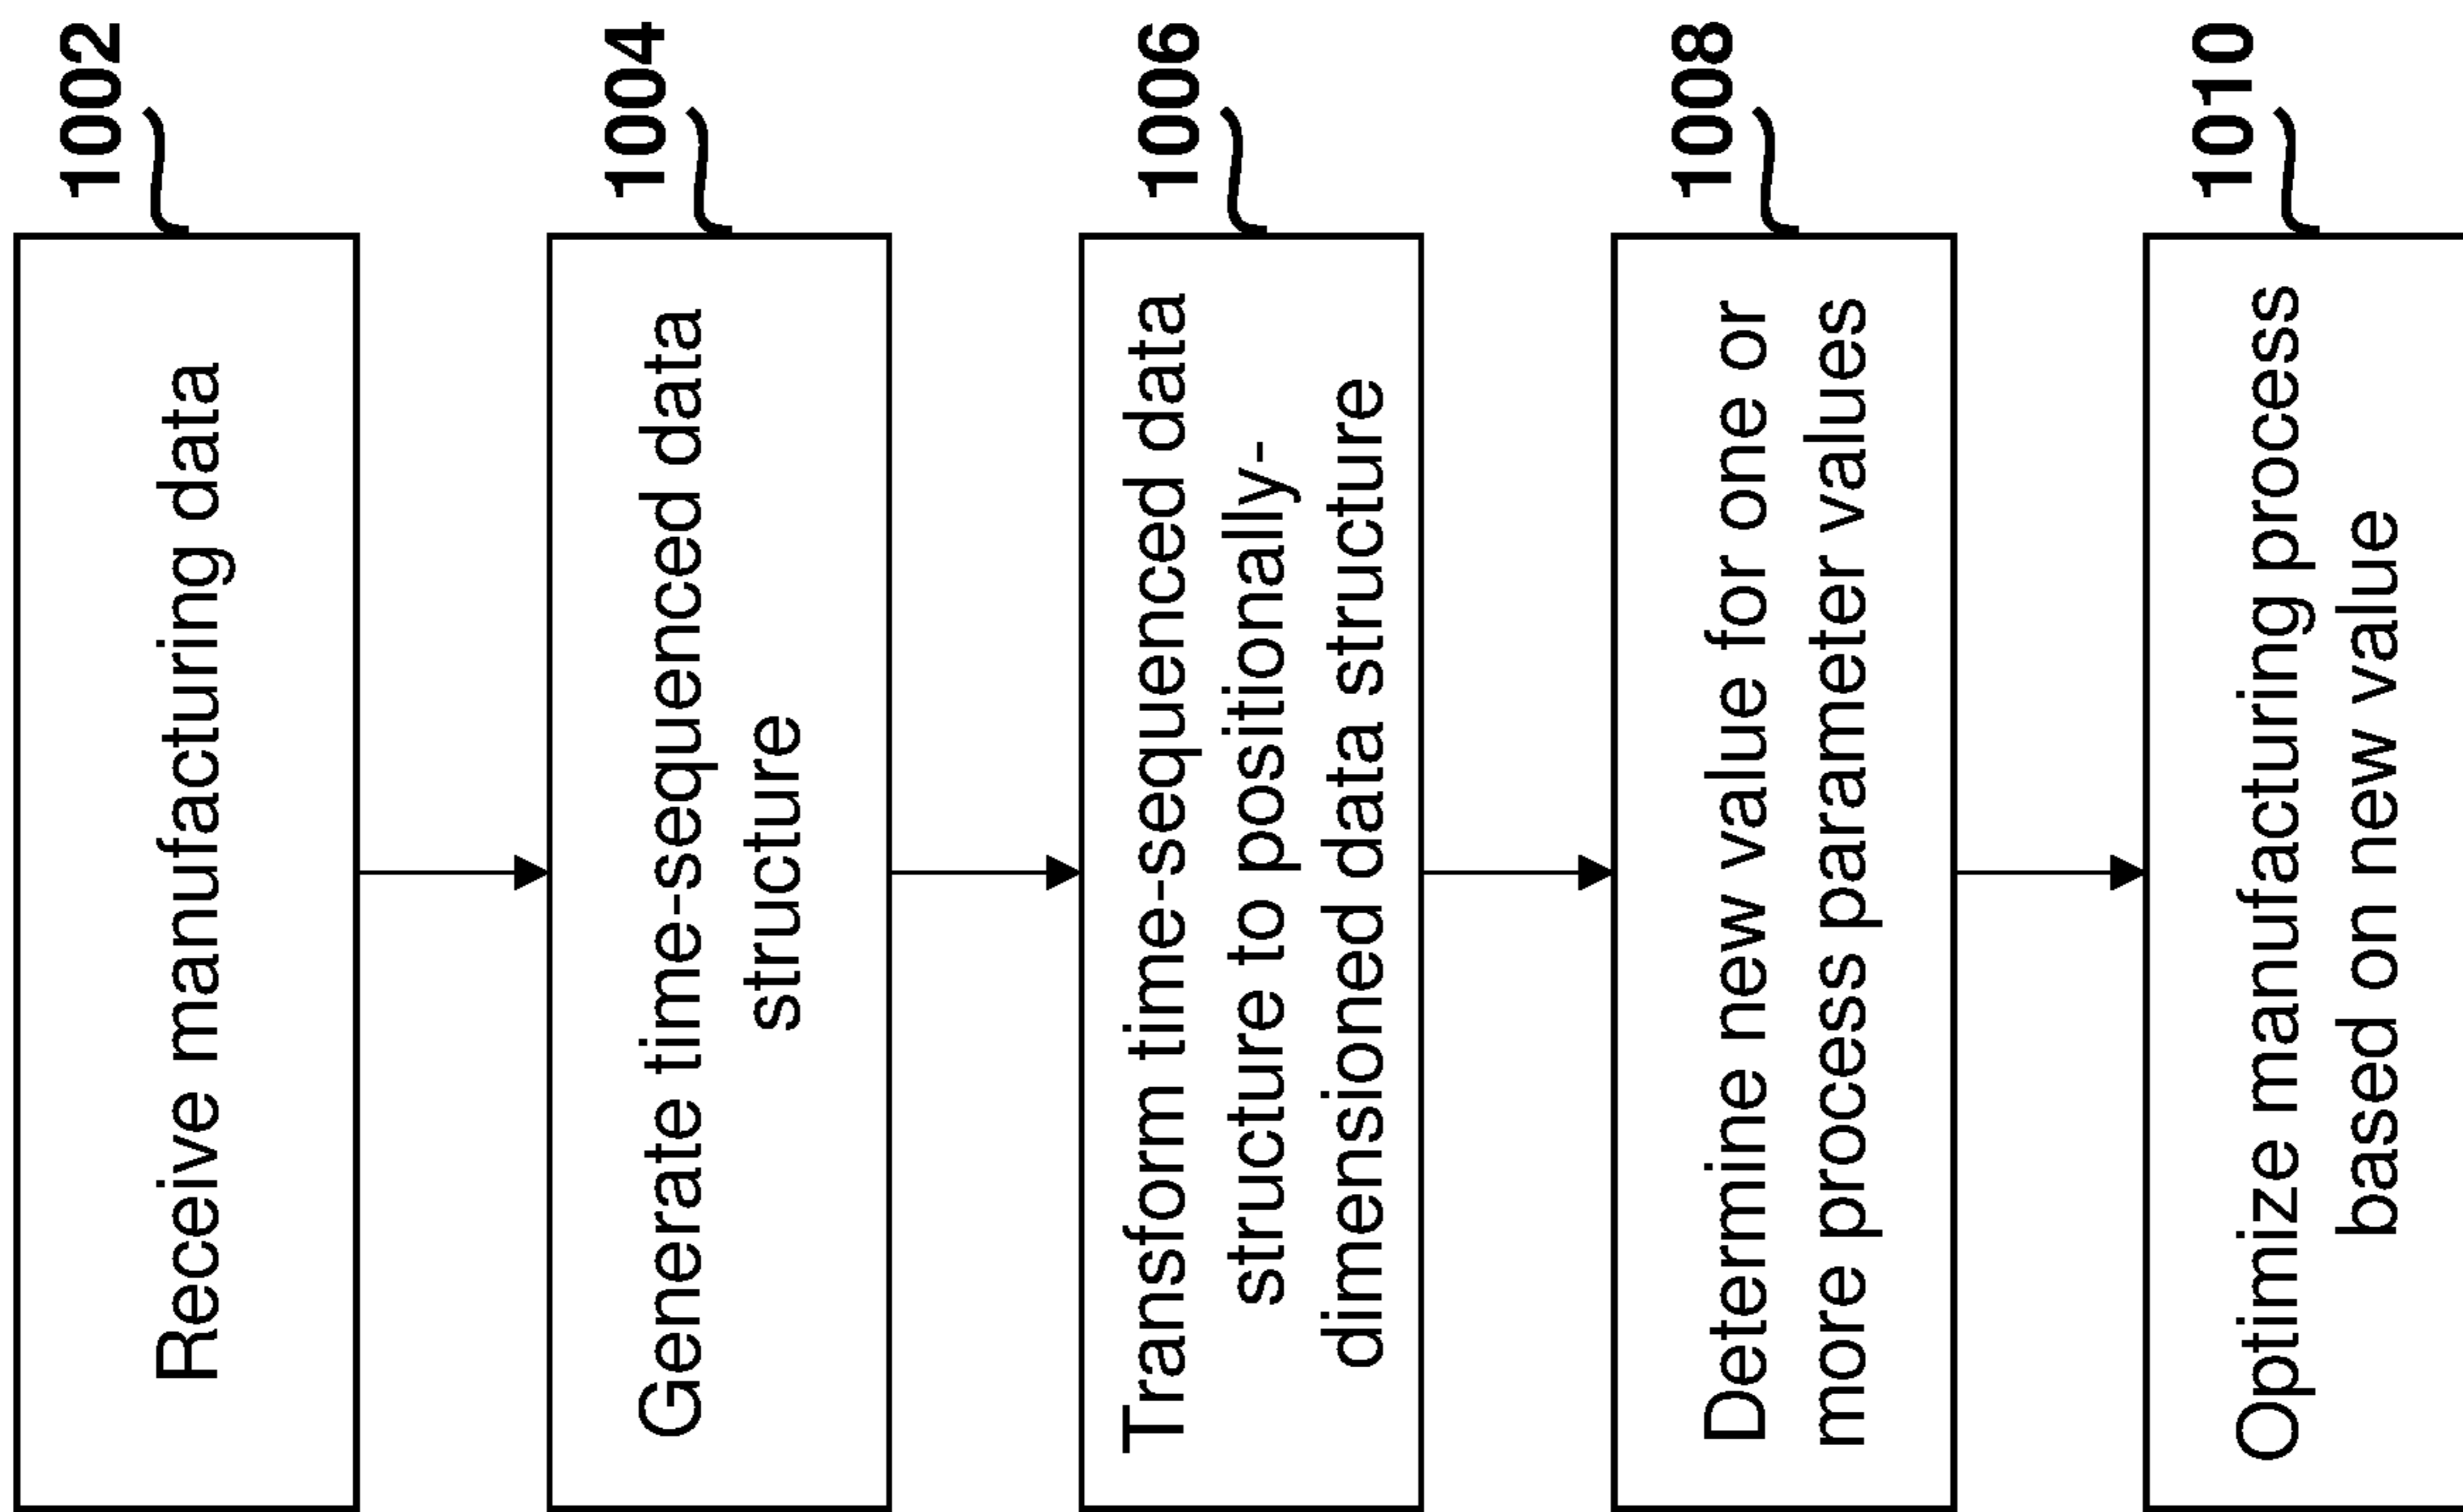 1002
Receive manufacturing data
1004
Generate time-sequenced data
structure
1006
Transform time-sequenced data
structure to positionally-
dimensioned data structure
1008
Determine new value for one or
more process parameter values
1010
Optimize manufacturing process
based on new value